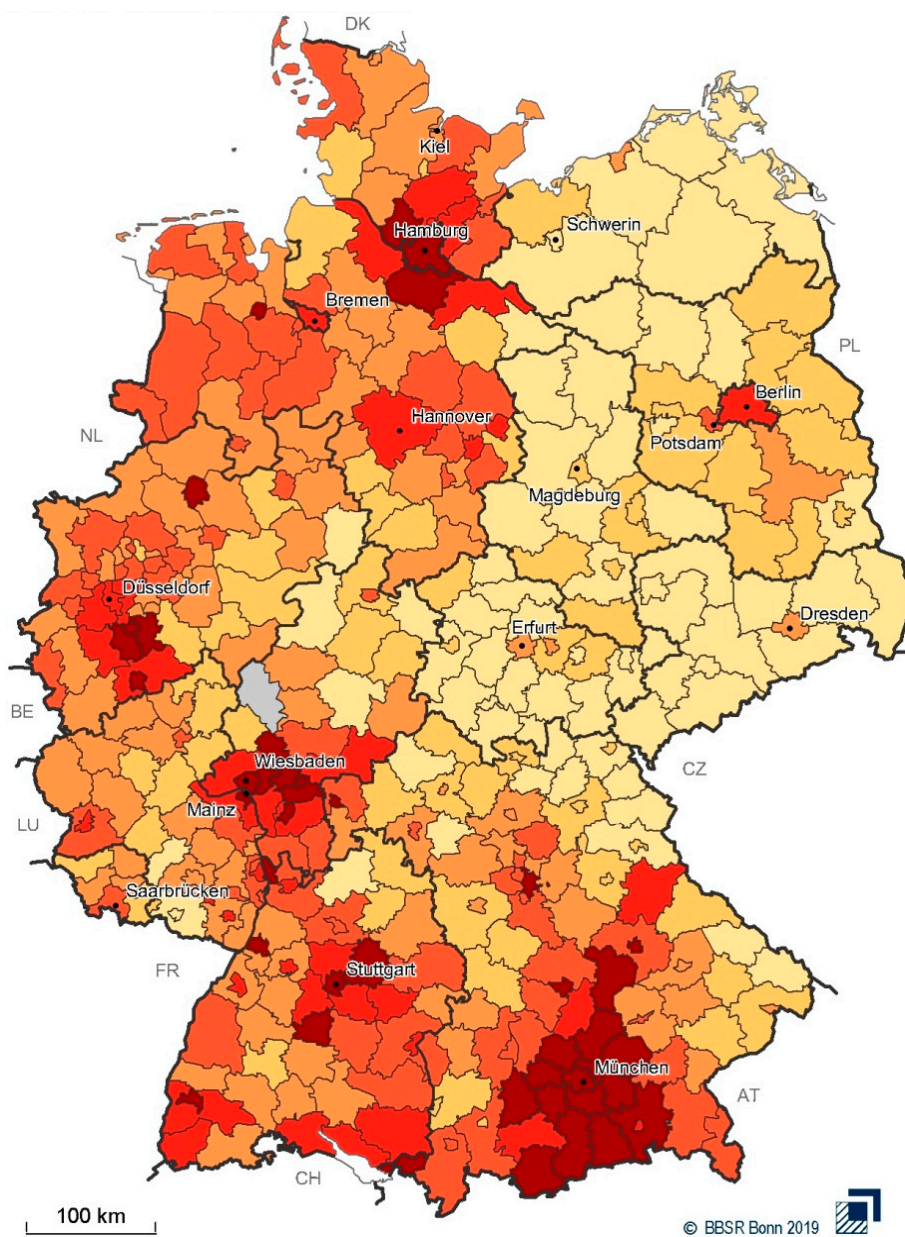 DK
Kiel
Schwerin
Hamburg
Bremen
PL
Berlin
Hannover
NL
Potsdam
Magdeburg
Düsseldorf
Dresden
Erfurt
BE
Wiesbaden
CZ
Mainz
LU
Saarbrücken
FR
Stuttgart
München
AT
CH
100 km
© BBSR Bonn 2019